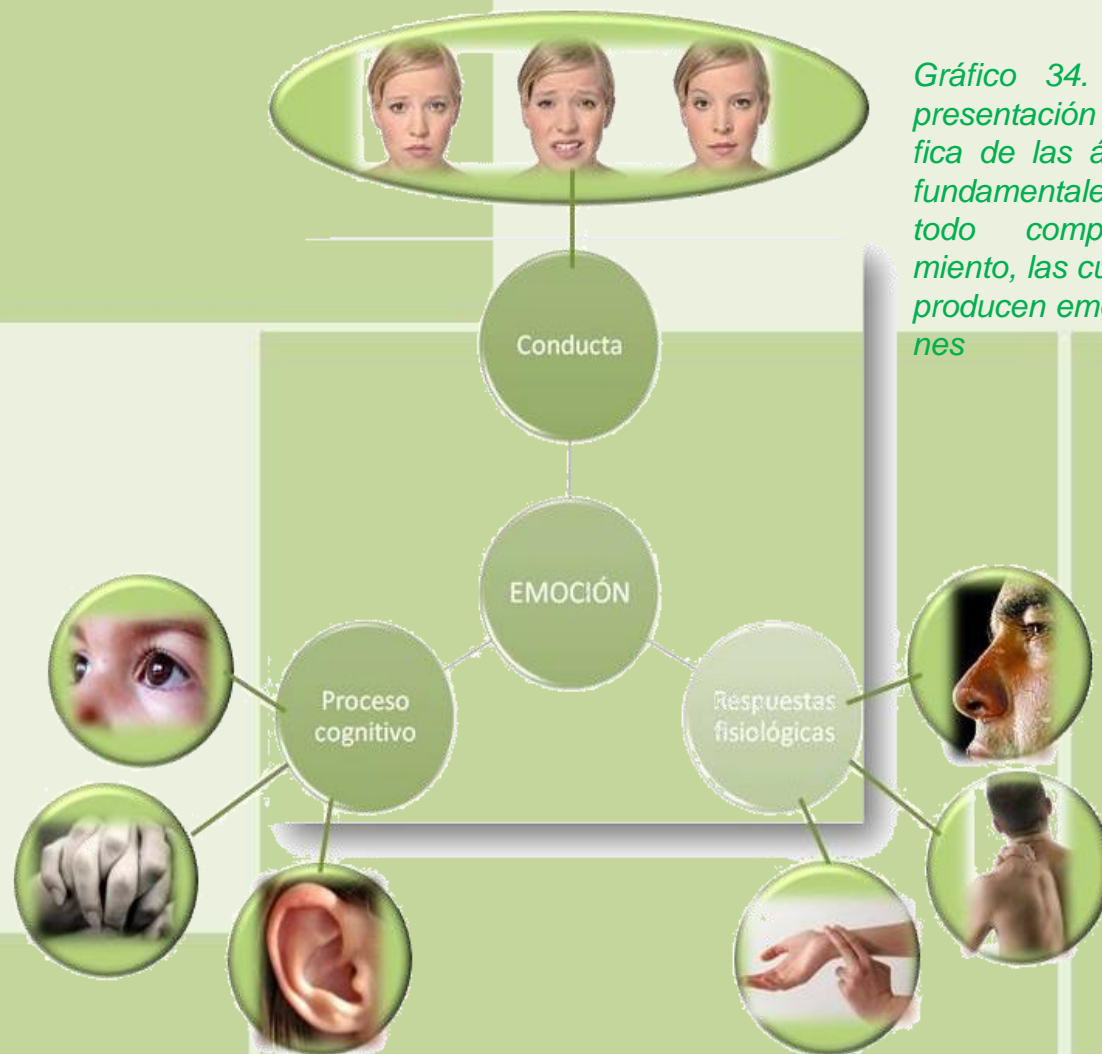 Gráfico 34.
presentación
fica de las á
fundamentale
todo comp
miento, las cu
producen em
nes
Conducta
EMOCIÓN
Proceso
cognitivo
Respuestas
fisiológicas